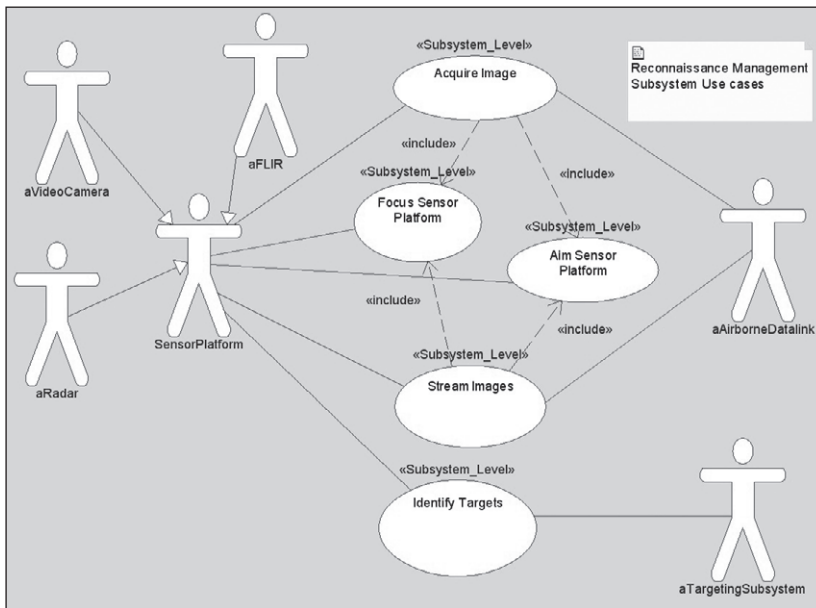 «Subsystem_Level»
Acquire Image
Reconnaissance Management
Subsystem Use cases
aVideoCamera
aFLIR
«include»
«include»
«Subsystem_Level»
Focus Sensor
Platform
«Subsystem_Level»
Aim Sensor
Platform
SensorPlatform
aRadar
aAirborneDatalink
«include»
«include»
«Subsystem_Level»
Stream Images
«Subsystem_Level»
Identify Targets
aTargetingSubsystem